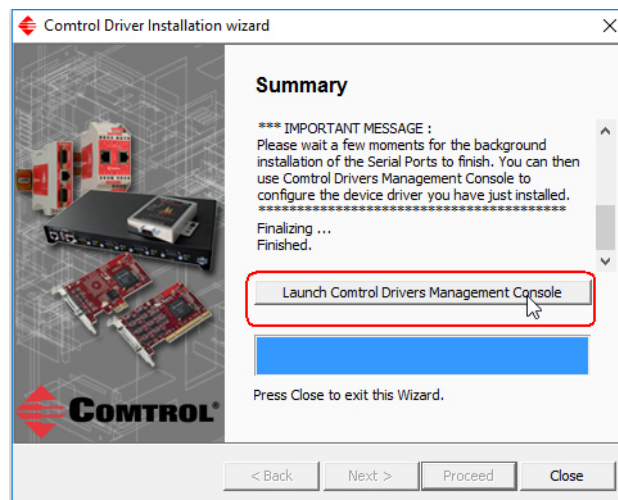 Comtrol Driver Installation wizard
Summary
*** IMPORTANT MESSAGE :
Please wait a few moments for the background
installation of the Serial Ports to finish. You can then
use Comtrol Drivers Management Console to
configure the device driver you have just installed.
****************************************
Finalizing ...
Finished.
Launch Comtrol Drivers Management Console
Press Close to exit this Wizard.
COMTROL®
< Back
Next >
Proceed
Close